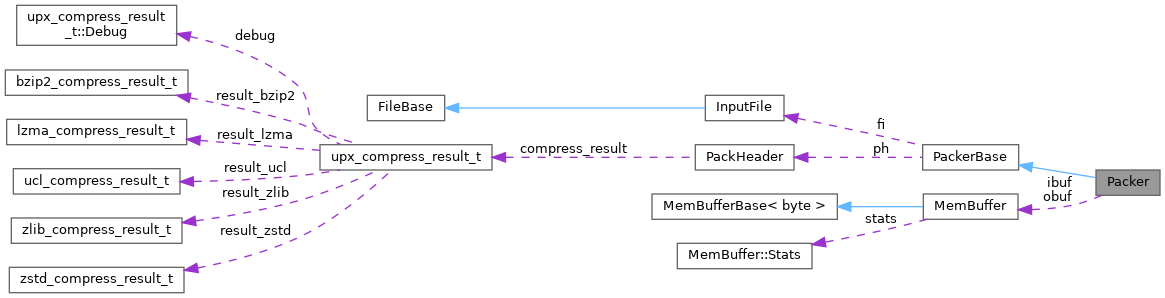 upx_compress_result
_t::Debug
debug
bzip2_compress_result_t
result_bzip2
FileBase
InputFile
lzma_compress_result_t
result_lzma
fi
upx_compress_result_t
compress_result
PackHeader
ph
PackerBase
ucl_compress_result_t
result_ucl
Packer
ibuf
obuf
result_zlib
MemBufferBase< byte >
MemBuffer
zlib_compress_result_t
result_zstd
stats
MemBuffer::Stats
zstd_compress_result_t